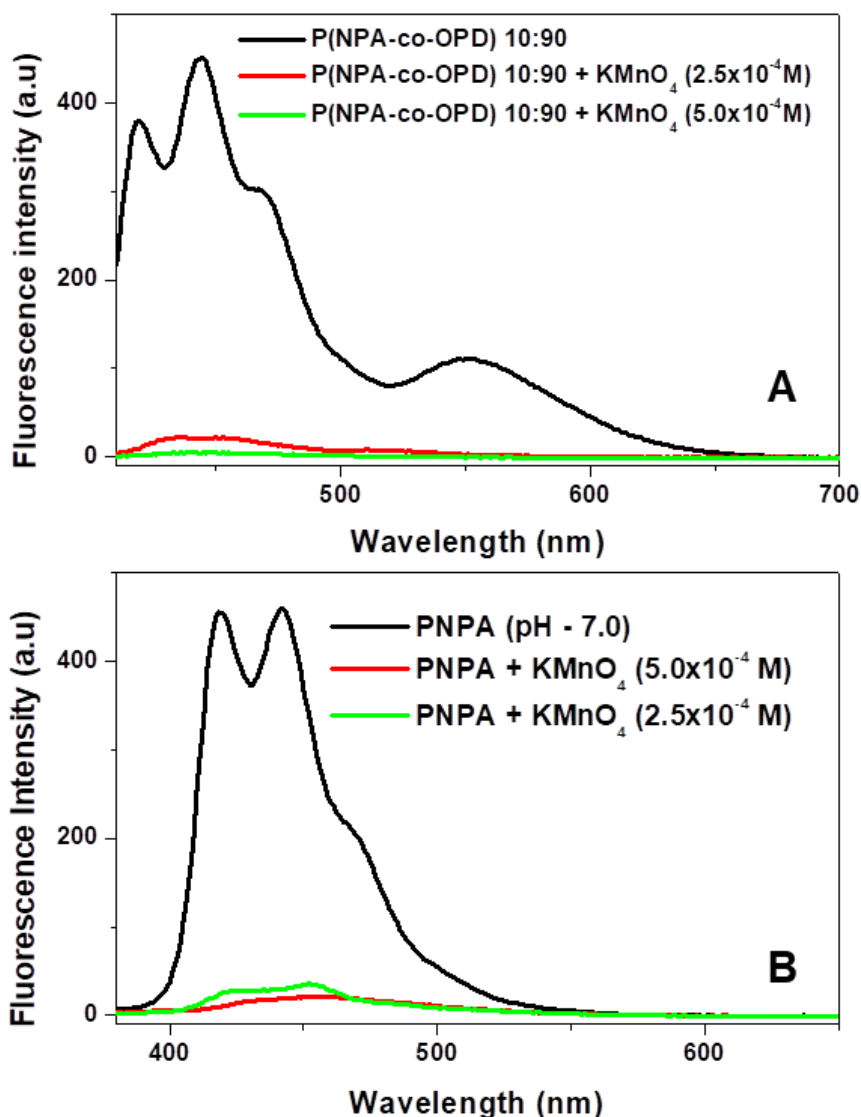 P(NPA-co-OPD) 10:90
P(NPA-co-OPD) 10:90 + KMnO₄ (2.5x10⁻⁴M)
P(NPA-co-OPD) 10:90 + KMnO₄ (5.0x10⁻⁴M)
Fluorescence intensity (a.u)
400
200
0
A
500 600 700
Wavelength (nm)
PNPA (pH - 7.0)
PNPA + KMnO₄ (5.0x10⁻⁴ M)
PNPA + KMnO₄ (2.5x10⁻⁴ M)
Fluorescence Intensity (a.u)
400
200
0
B
400 500 600
Wavelength (nm)